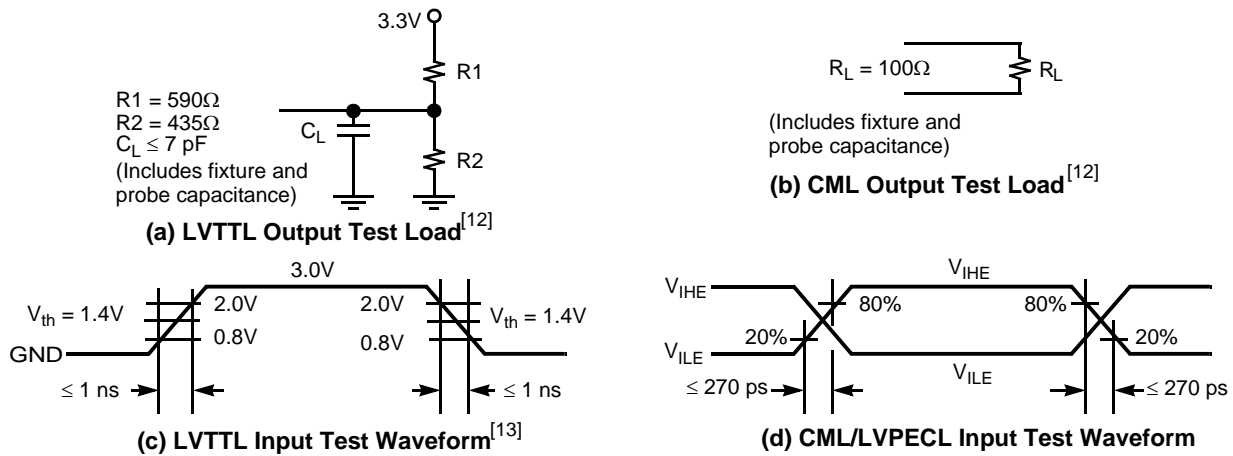 3.3V
R1
R1 = 590Ω
R2 = 435Ω
C_L ≤ 7 pF
(Includes fixture and
probe capacitance)
C_L
R2
(a) LVTTL Output Test Load[12]
R_L = 100Ω
R_L
(Includes fixture and
probe capacitance)
(b) CML Output Test Load[12]
3.0V
V_th = 1.4V
2.0V
0.8V
2.0V
0.8V
V_th = 1.4V
GND
≤ 1 ns
≤ 1 ns
(c) LVTTL Input Test Waveform[13]
V_IHE
V_IHE
80%
80%
20%
20%
V_ILE
V_ILE
≤ 270 ps
≤ 270 ps
(d) CML/LVPECL Input Test Waveform